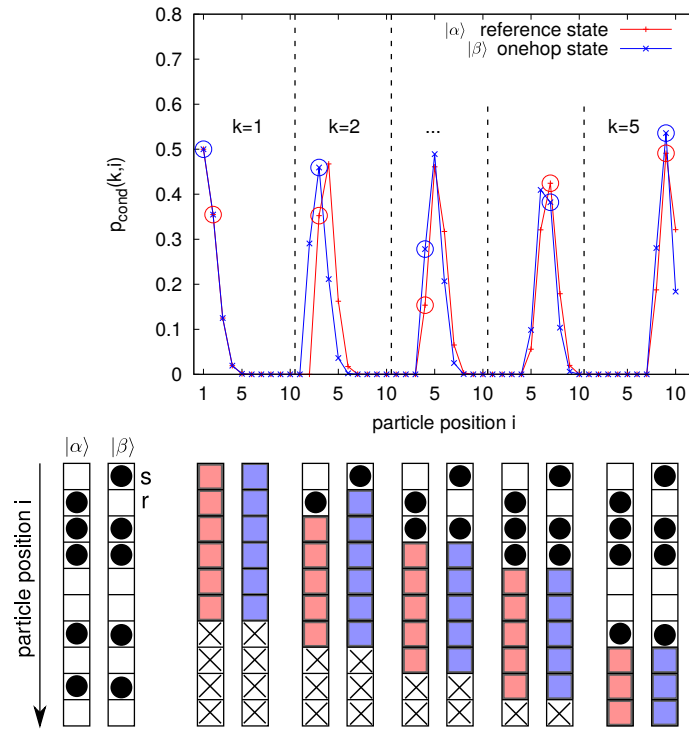 0.8
0.7
0.6
0.5
0.4
0.3
0.2
0.1
0
p_cond(k,i)
|α⟩ reference state
|β⟩ onehop state
k=1
k=2
...
k=5
1 5 10 5 10 5 10 5 10 5 10
particle position i
|α⟩ |β⟩
s
r
particle position i